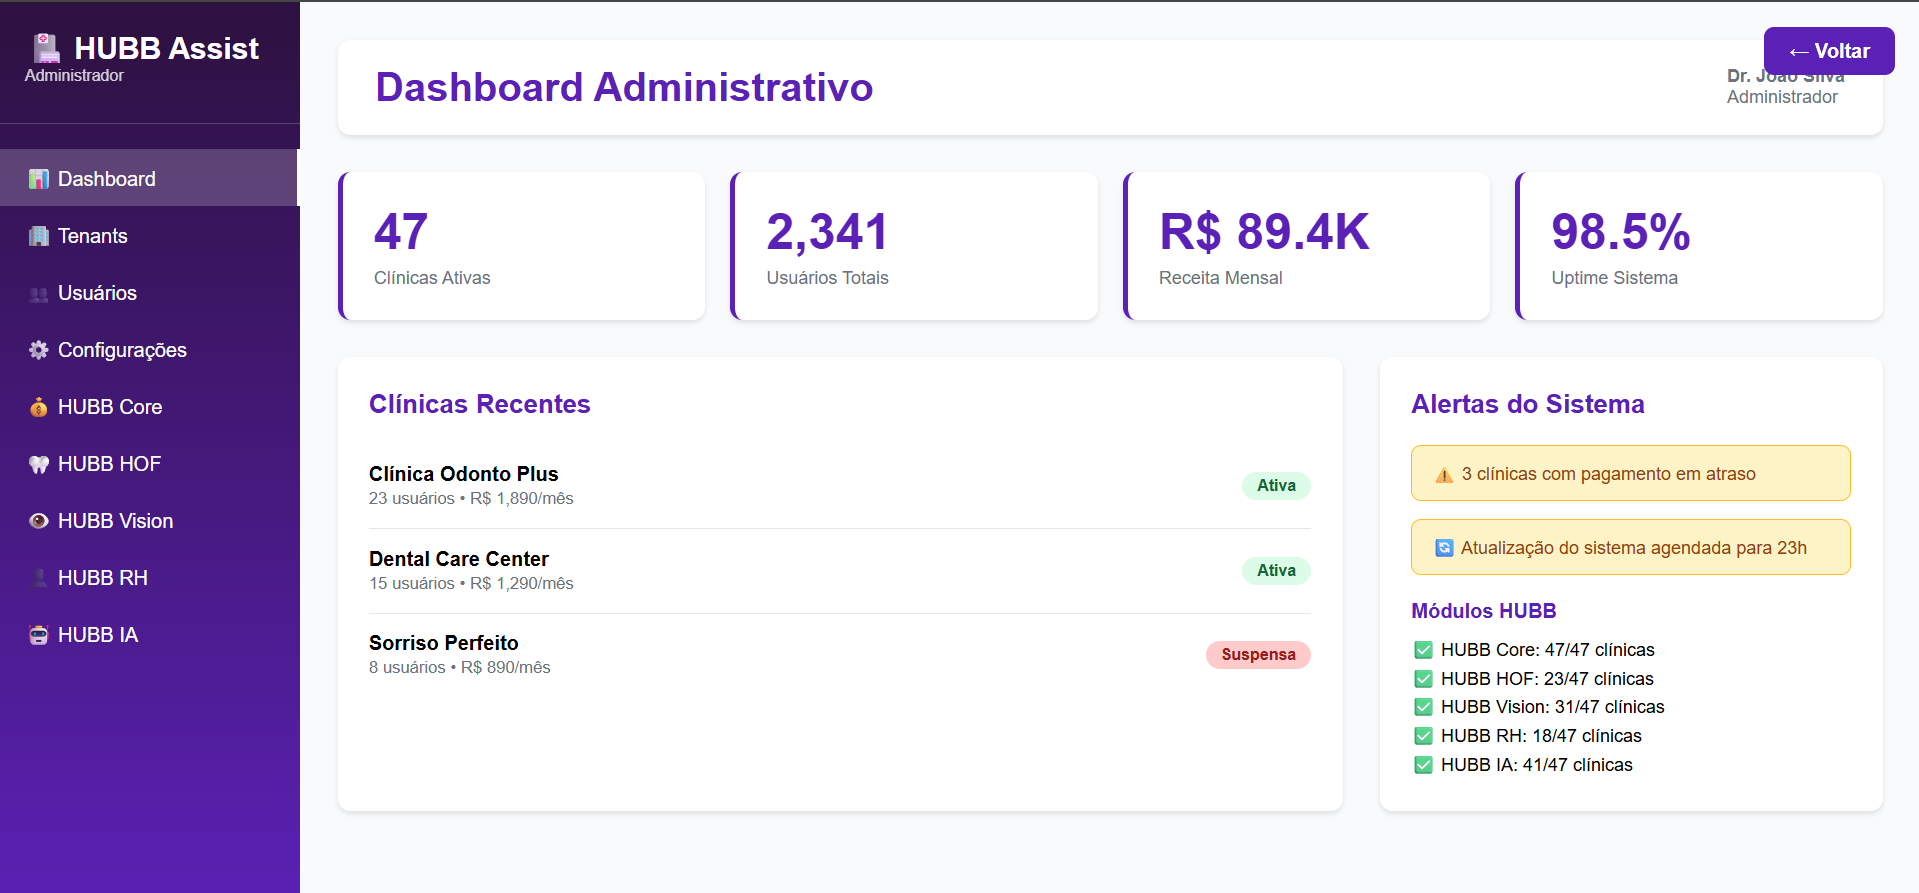 HUBB Assist
Administrador
Dashboard
Tenants
Usuários
Configurações
HUBB Core
HUBB HOF
HUBB Vision
HUBB RH
HUBB IA
← Voltar
Dashboard Administrativo
Dr. João Silva
Administrador
47
Clínicas Ativas
2,341
Usuários Totais
R$ 89.4K
Receita Mensal
98.5%
Uptime Sistema
Clínicas Recentes
Clínica Odonto Plus
23 usuários • R$ 1,890/mês
Ativa
Dental Care Center
15 usuários • R$ 1,290/mês
Ativa
Sorriso Perfeito
8 usuários • R$ 890/mês
Suspensa
Alertas do Sistema
3 clínicas com pagamento em atraso
Atualização do sistema agendada para 23h
Módulos HUBB
HUBB Core: 47/47 clínicas
HUBB HOF: 23/47 clínicas
HUBB Vision: 31/47 clínicas
HUBB RH: 18/47 clínicas
HUBB IA: 41/47 clínicas